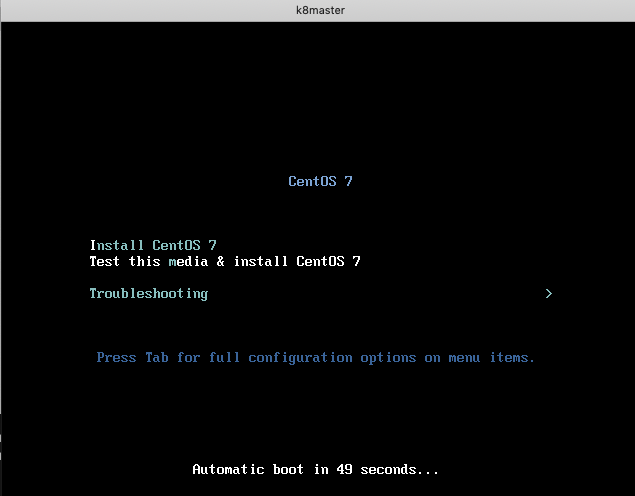 k8master
CentOS 7
Install CentOS 7
Test this media & install CentOS 7
Troubleshooting >
Press Tab for full configuration options on menu items.
Automatic boot in 49 seconds...